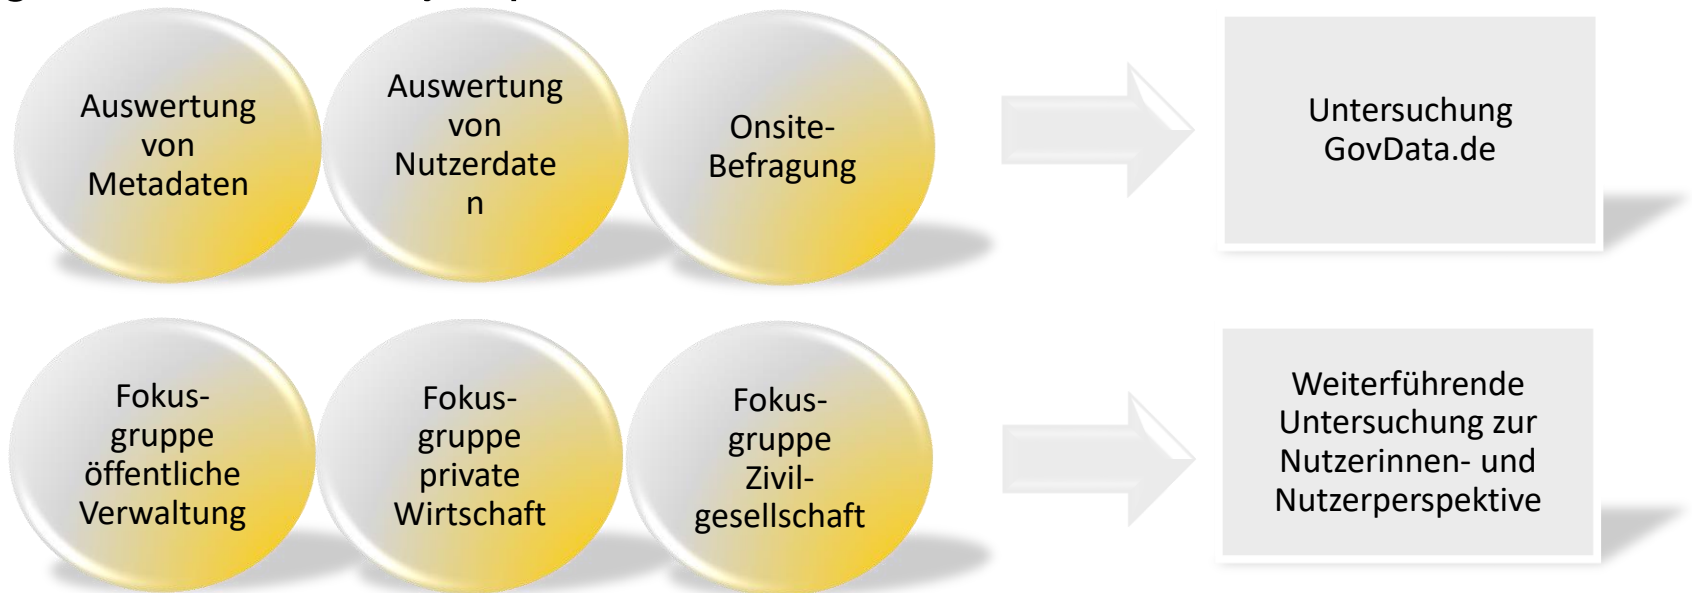 Auswertung
von
Metadaten
Auswertung
von
Nutzerdate
n
Onsite-
Befragung
Untersuchung
GovData.de
Fokus-
gruppe
öffentliche
Verwaltung
Fokus-
gruppe
private
Wirtschaft
Fokus-
gruppe
Zivil-
gesellschaft
Weiterführende
Untersuchung zur
Nutzerinnen- und
Nutzerperspektive